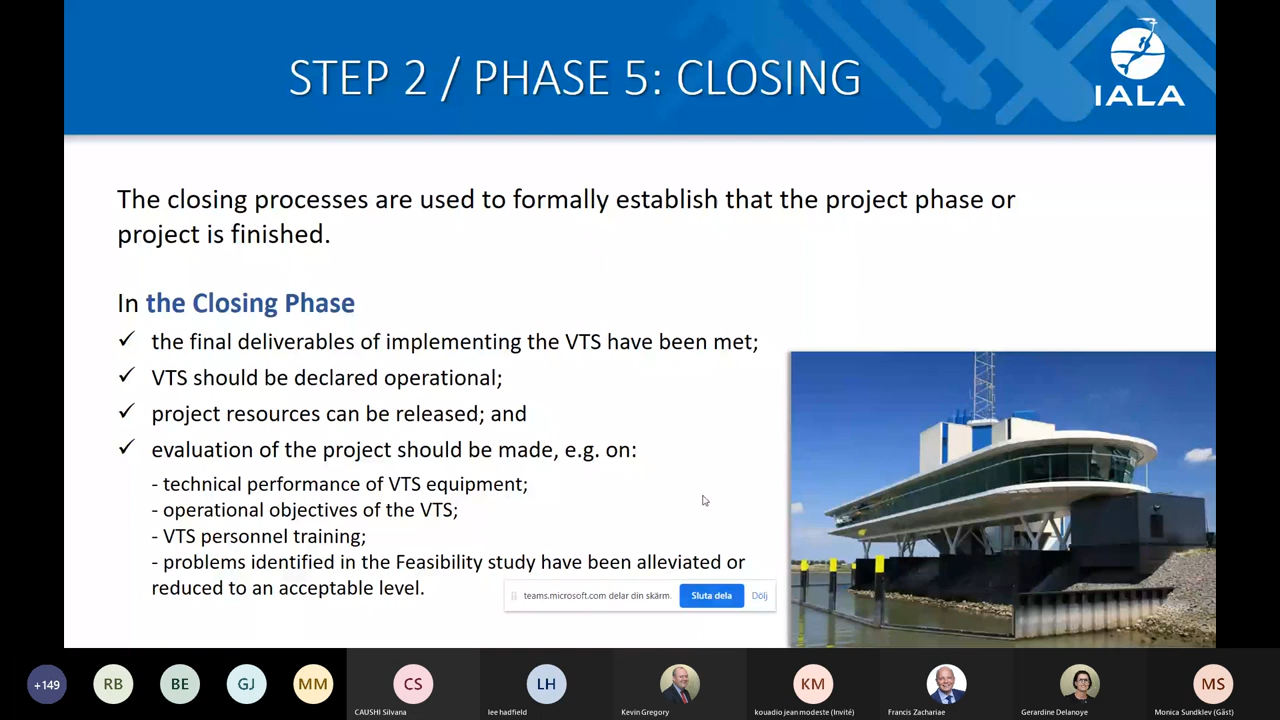 STEP 2 / PHASE 5: CLOSING
IALA
The closing processes are used to formally establish that the project phase or
project is finished.
In the Closing Phase
✓ the final deliverables of implementing the VTS have been met;
✓ VTS should be declared operational;
✓ project resources can be released; and
✓ evaluation of the project should be made, e.g. on:
- technical performance of VTS equipment;
- operational objectives of the VTS;
- VTS personnel training;
- problems identified in the Feasibility study have been alleviated or
reduced to an acceptable level.
teams.microsoft.com delar din skärm.
Sluta dela
Dölj
+149
RB
BE
GJ
MM
CS
LH
KM
MS
CAUSHI Silvana
lee hadfield
Kevin Gregory
kouadio jean modeste (Invité)
Francis Zachariae
Gerardine Delanoye
Monica Sundklev (Gäst)